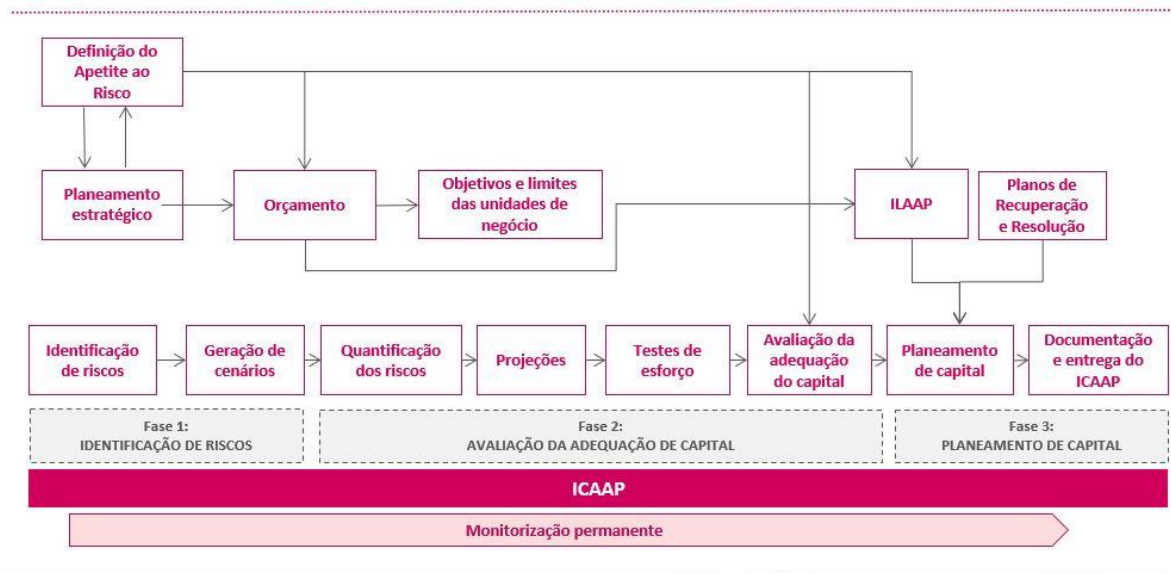 Definição do
Apetite ao
Risco
Planeamento
estratégico
Orçamento
Objetivos e limites
das unidades de
negócio
ILAAP
Planos de
Recuperação
e Resolução
Identificação
de riscos
Geração de
cenários
Quantificação
dos riscos
Projeções
Testes de
esforço
Avaliação da
adequação
do capital
Planeamento
de capital
Documentação
e entrega do
ICAAP
Fase 1:
IDENTIFICAÇÃO DE RISCOS
Fase 2:
AVALIAÇÃO DA ADEQUAÇÃO DE CAPITAL
Fase 3:
PLANEAMENTO DE CAPITAL
ICAAP
Monitorização permanente